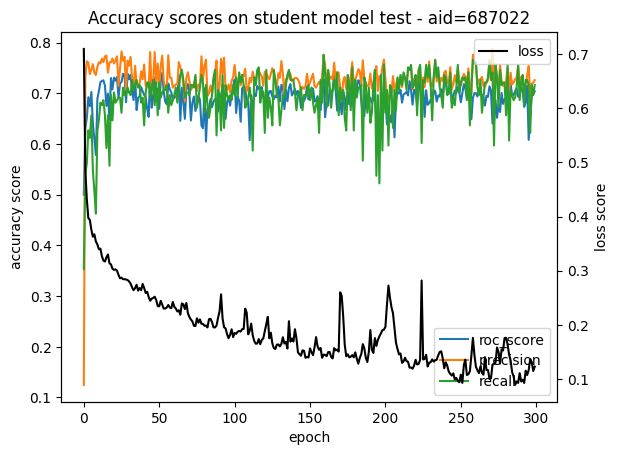 Accuracy scores on student model test - aid=687022
accuracy score
0.8
0.7
0.6
0.5
0.4
0.3
0.2
0.1
0
50
100
150
200
250
300
epoch
0.7
0.6
0.5
0.4
0.3
0.2
0.1
loss score
loss
roc score
precision
recall